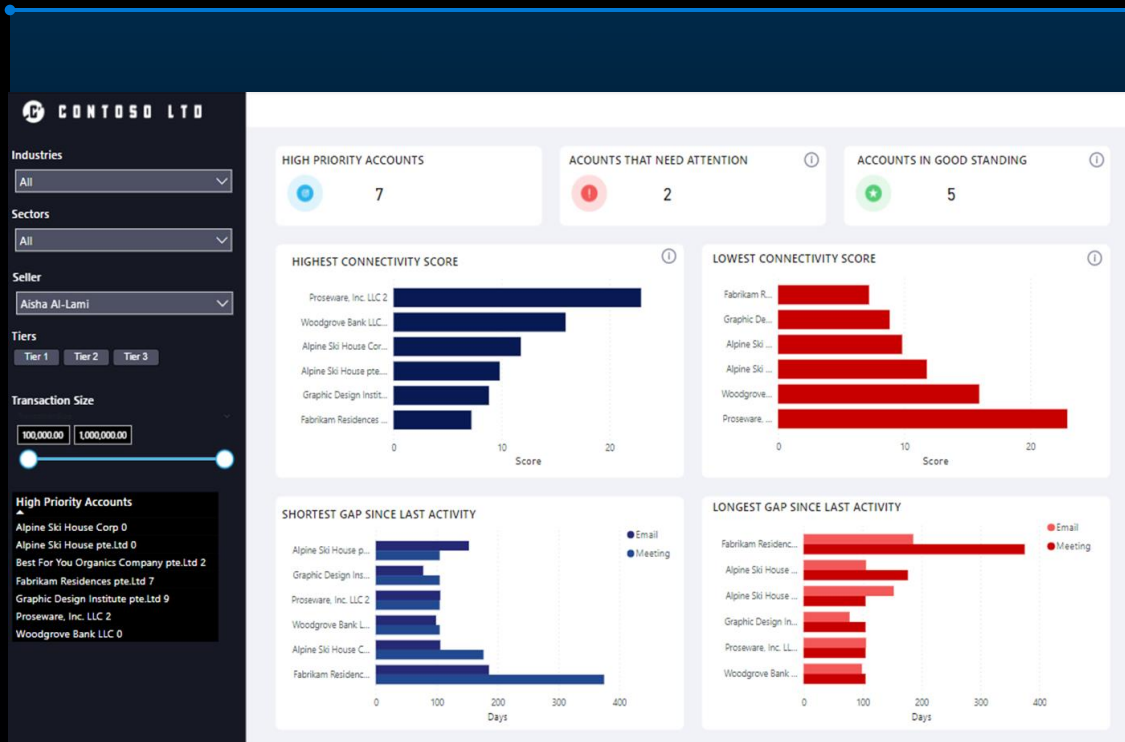 CONTOSO LTD
Industries
All
Sectors
All
Seller
Aisha Al-Lami
Tiers
Tier 1 Tier 2 Tier 3
Transaction Size
100,000.00 1,000,000.00
High Priority Accounts
Alpine Ski House Corp 0
Alpine Ski House pte.Ltd 0
Best For You Organics Company pte.Ltd 2
Fabrikam Residences pte.Ltd 7
Graphic Design Institute pte.Ltd 9
Proseware, Inc. LLC 2
Woodgrove Bank LLC 0
HIGH PRIORITY ACCOUNTS
7
ACOUNTS THAT NEED ATTENTION
2
ACCOUNTS IN GOOD STANDING
5
HIGHEST CONNECTIVITY SCORE
Proseware, Inc. LLC 2
Woodgrove Bank LLC...
Alpine Ski House Cor...
Alpine Ski House pte....
Graphic Design Instit...
Fabrikam Residences ...
0 10 20
Score
LOWEST CONNECTIVITY SCORE
Fabrikam R...
Graphic De...
Alpine Ski ...
Alpine Ski ...
Woodgrove...
Proseware, ...
0 10 20
Score
SHORTEST GAP SINCE LAST ACTIVITY
Email
Meeting
Alpine Ski House p...
Graphic Design Ins...
Proseware, Inc. LLC 2
Woodgrove Bank L...
Alpine Ski House C...
Fabrikam Residenc...
0 100 200 300 400
Days
LONGEST GAP SINCE LAST ACTIVITY
Email
Meeting
Fabrikam Residenc...
Alpine Ski House ...
Alpine Ski House ...
Graphic Design In...
Proseware, Inc. LL...
Woodgrove Bank ...
0 100 200 300 400
Days